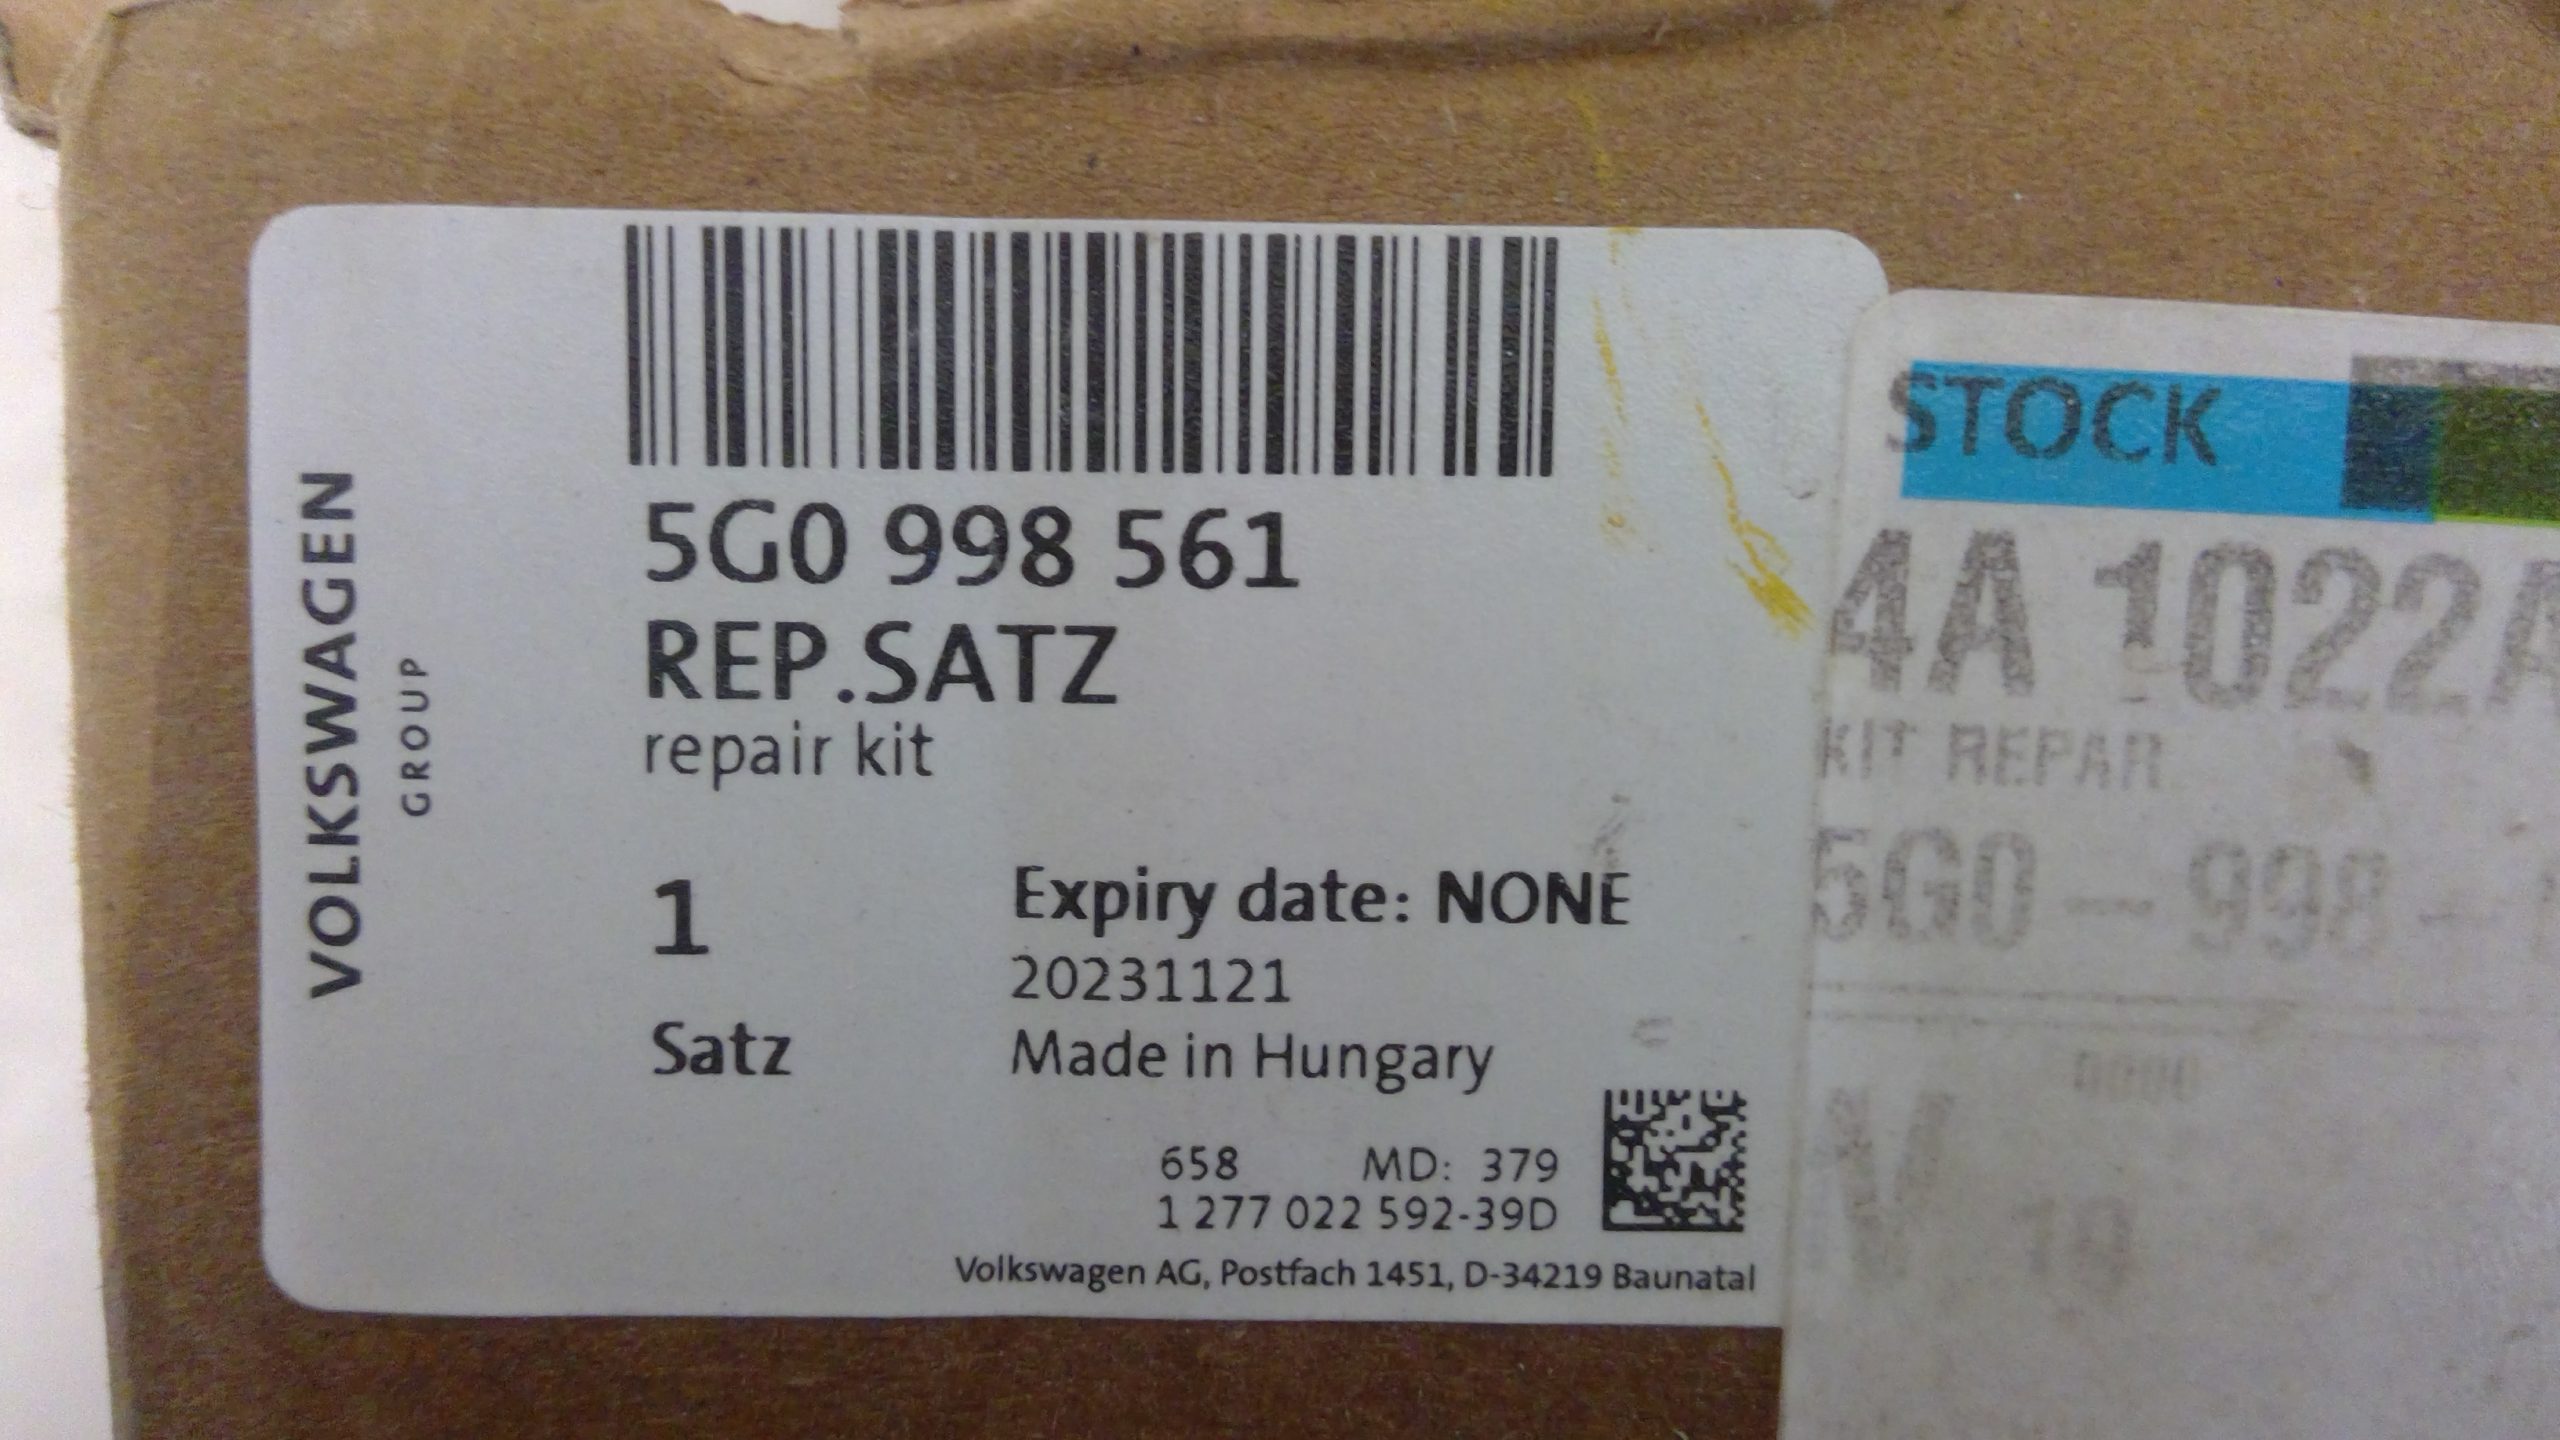 VOLKSWAGEN
GROUP
5G0 998 561
REP.SATZ
repair kit
1
Satz
Expiry date: NONE
20231121
Made in Hungary
658 MD: 379
1 277 022 592-39D
Volkswagen AG, Postfach 1451, D-34219 Baunatal
STOCK
4A 1022A
KIT REPAR
5G0-998-